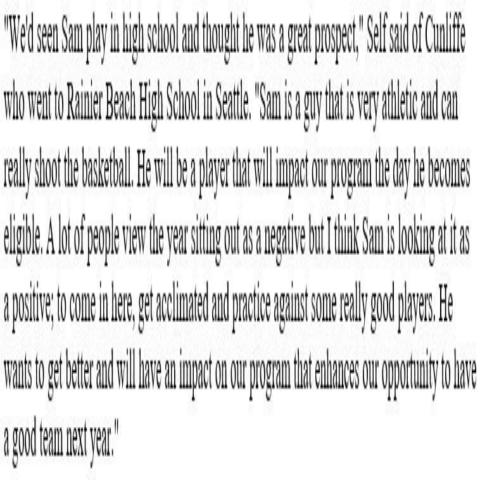 "We'd seen Sam play in high school and thought he was a great prospect," Self said of Cunliffe
who went to Rainier Beach High School in Seattle. "Sam is a guy that is very athletic and can
really shoot the basketball. He will be a player that will impact our program the day he becomes
eligible. A lot of people view the year sitting out as a negative but I think Sam is looking at it as
a positive; to come in here, get acclimated and practice against some really good players. He
wants to get better and will have an impact on our program that enhances our opportunity to have
a good team next year."